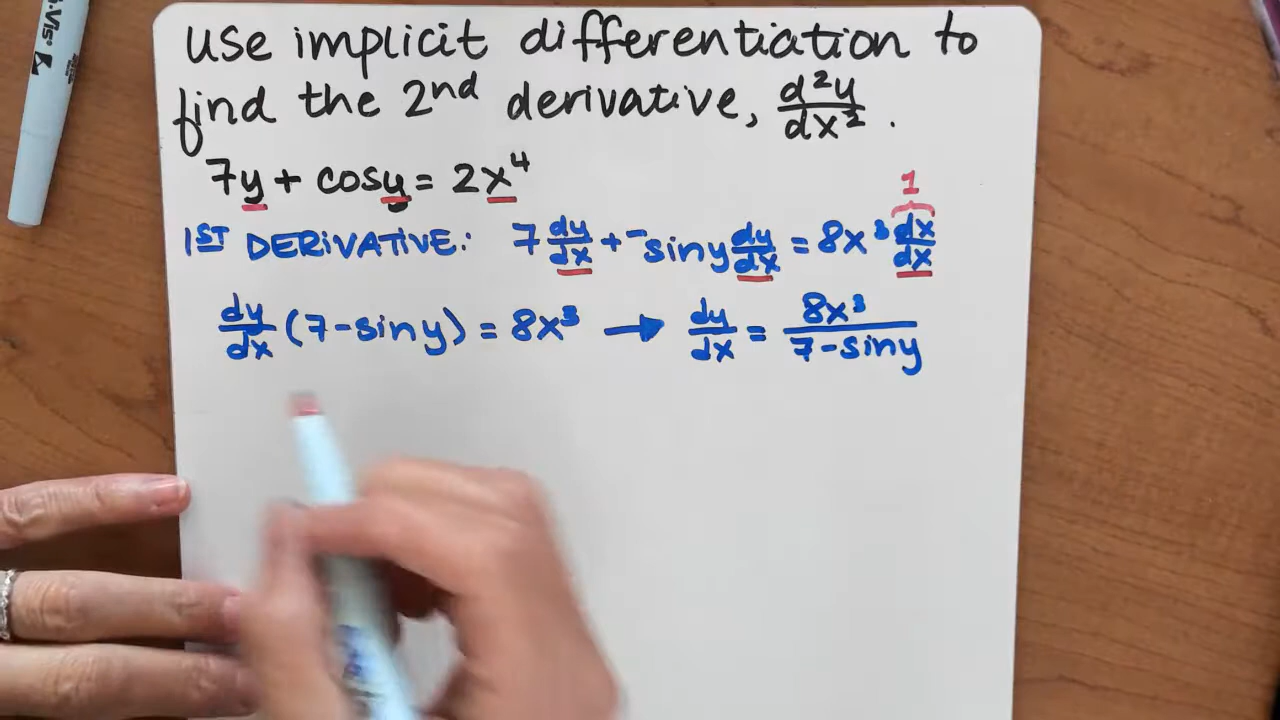 use implicit differentiation to
find the 2nd derivative, d²y/dx².
7y + cosy = 2x⁴
1
1ST DERIVATIVE: 7 dy/dx + -siny dy/dx = 8x³ dx/dx
dy/dx (7-siny) = 8x³ → dy/dx = 8x³/7-siny